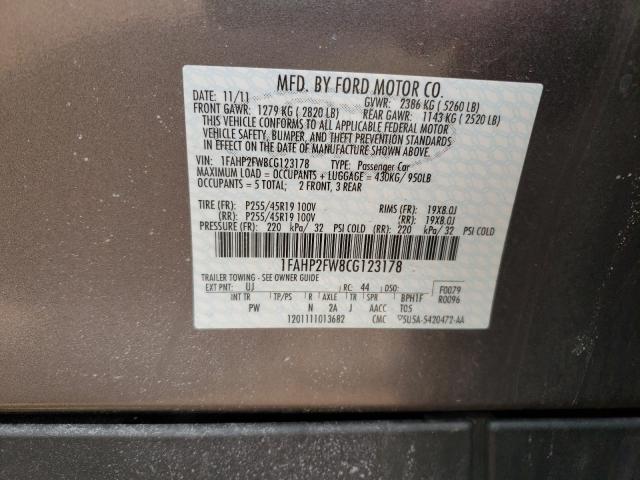 MFD. BY FORD MOTOR CO.
DATE: 11/11 GVWR: 2386 KG ( 5260 LB)
FRONT GAWR: 1279 KG ( 2820 LB) REAR GAWR: 1143 KG ( 2520 LB)
THIS VEHICLE CONFORMS TO ALL APPLICABLE FEDERAL MOTOR
VEHICLE SAFETY, BUMPER, AND THEFT PREVENTION STANDARDS
IN EFFECT ON THE DATE OF MANUFACTURE SHOWN ABOVE.
VIN: 1FAHP2FW8CG123178 TYPE: Passenger Car
MAXIMUM LOAD = OCCUPANTS + LUGGAGE = 430KG/ 950LB
OCCUPANTS = 5 TOTAL; 2 FRONT, 3 REAR
TIRE (FR): P255/45R19 100V RIMS (FR): 19X8.0J
(RR): P255/45R19 100V (RR): 19X8.0J
PRESSURE (FR): 220 kPa/ 32 PSI COLD (RR): 220 kPa/ 32 PSI COLD
1FAHP2FW8CG123178
TRAILER TOWING - SEE OWNER GUIDE
EXT PNT: UJ RC: 44 DSO: F0079
INT TR TP/PS R AXLE TR SPR BPH1F R0096
PW N 2A J AACC T05
1201111013682 CMC 5U5A-5420472-AA